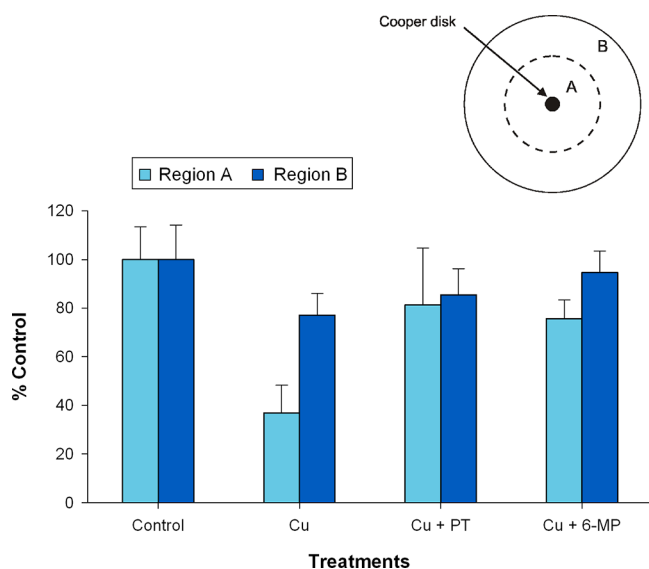 Cooper disk
B
A
Region A Region B
120
100
80
60
40
20
0
% Control
Control Cu Cu + PT Cu + 6-MP
Treatments